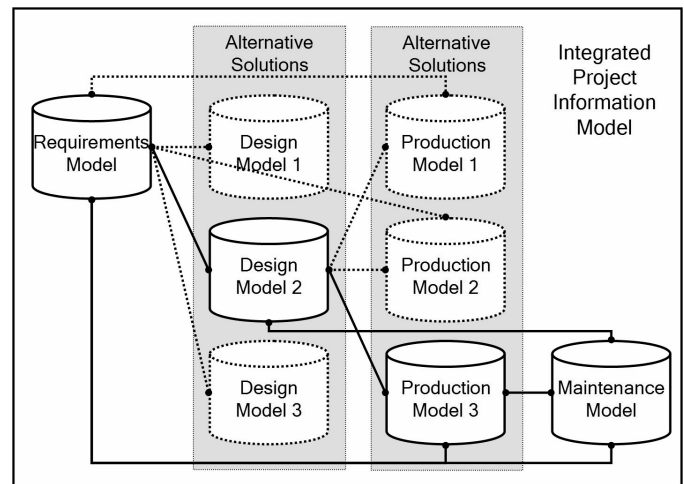 Alternative
Solutions
Alternative
Solutions
Integrated
Project
Information
Model
Requirements
Model
Design
Model 1
Production
Model 1
Design
Model 2
Production
Model 2
Design
Model 3
Production
Model 3
Maintenance
Model